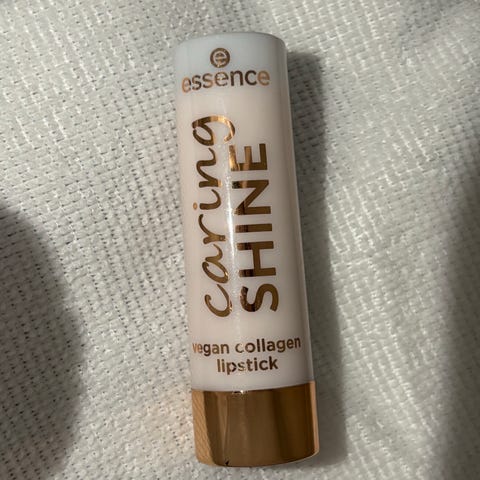 essence
caring
SHINE
vegan collagen
lipstick